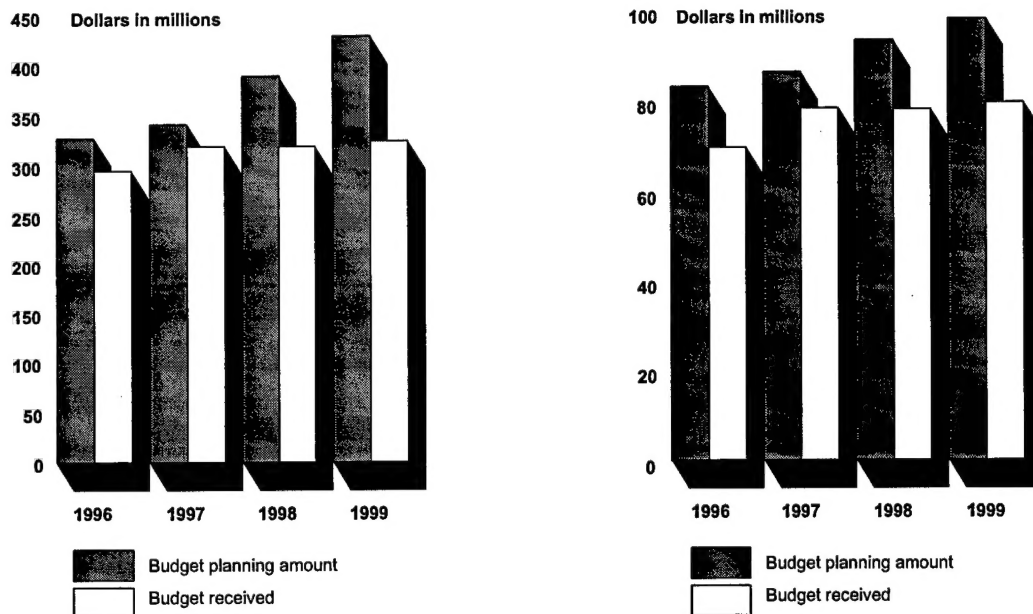 Dollars in millions
450
400
350
300
250
200
150
100
50
0
1996 1997 1998 1999
Budget planning amount
Budget received
Dollars in millions
100
80
60
40
20
0
1996 1997 1998 1999
Budget planning amount
Budget received